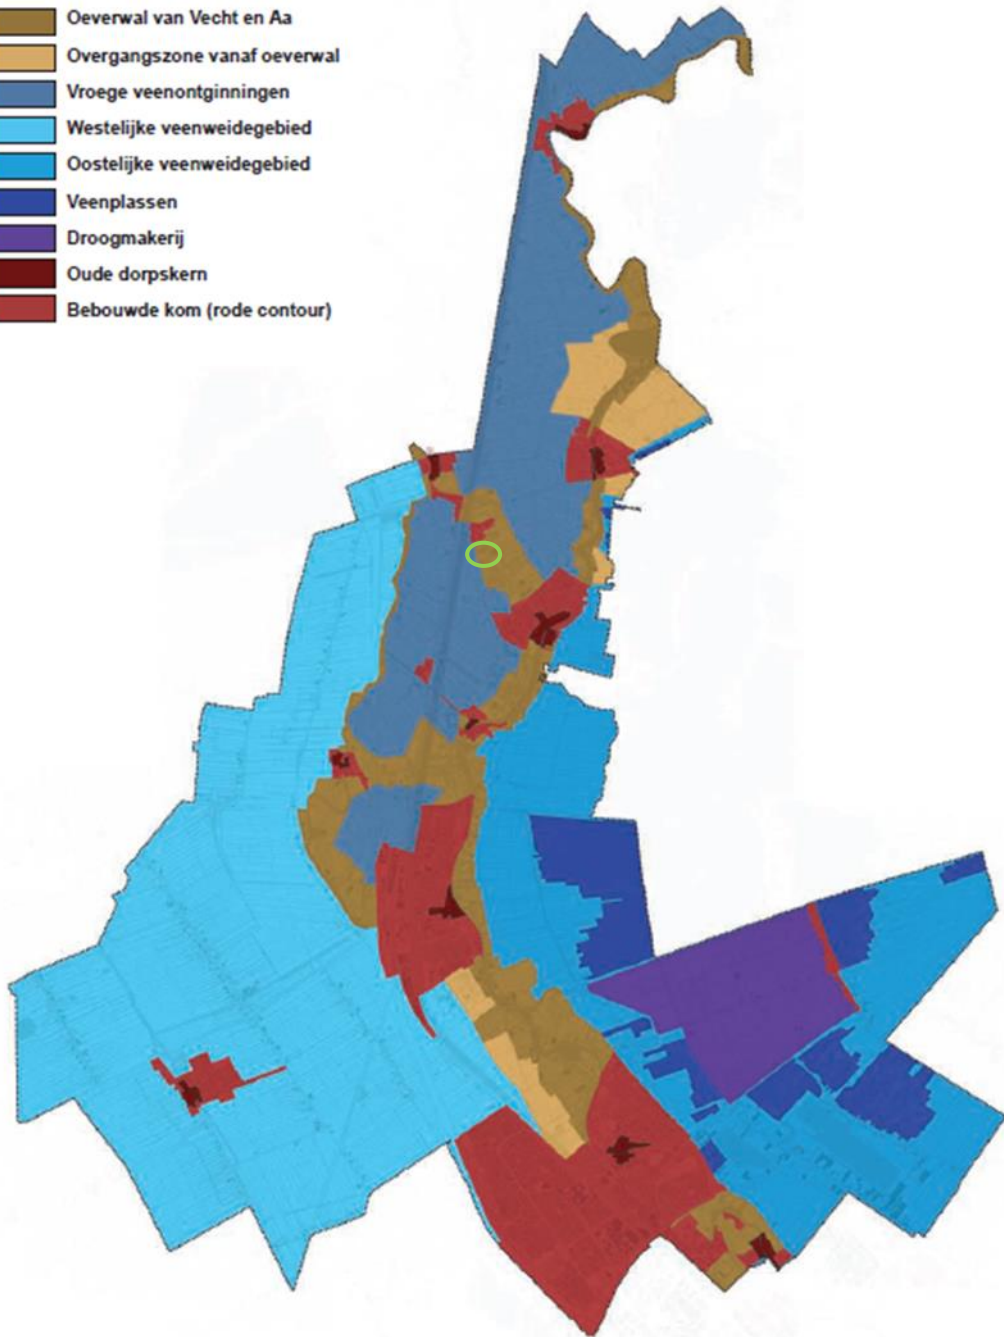 Oeverwal van Vecht en Aa
Overgangszone vanaf oeverwal
Vroege veenontginningen
Westelijke veenweidegebied
Oostelijke veenweidegebied
Veenplassen
Droogmakerij
Oude dorpskern
Bebouwde kom (rode contour)